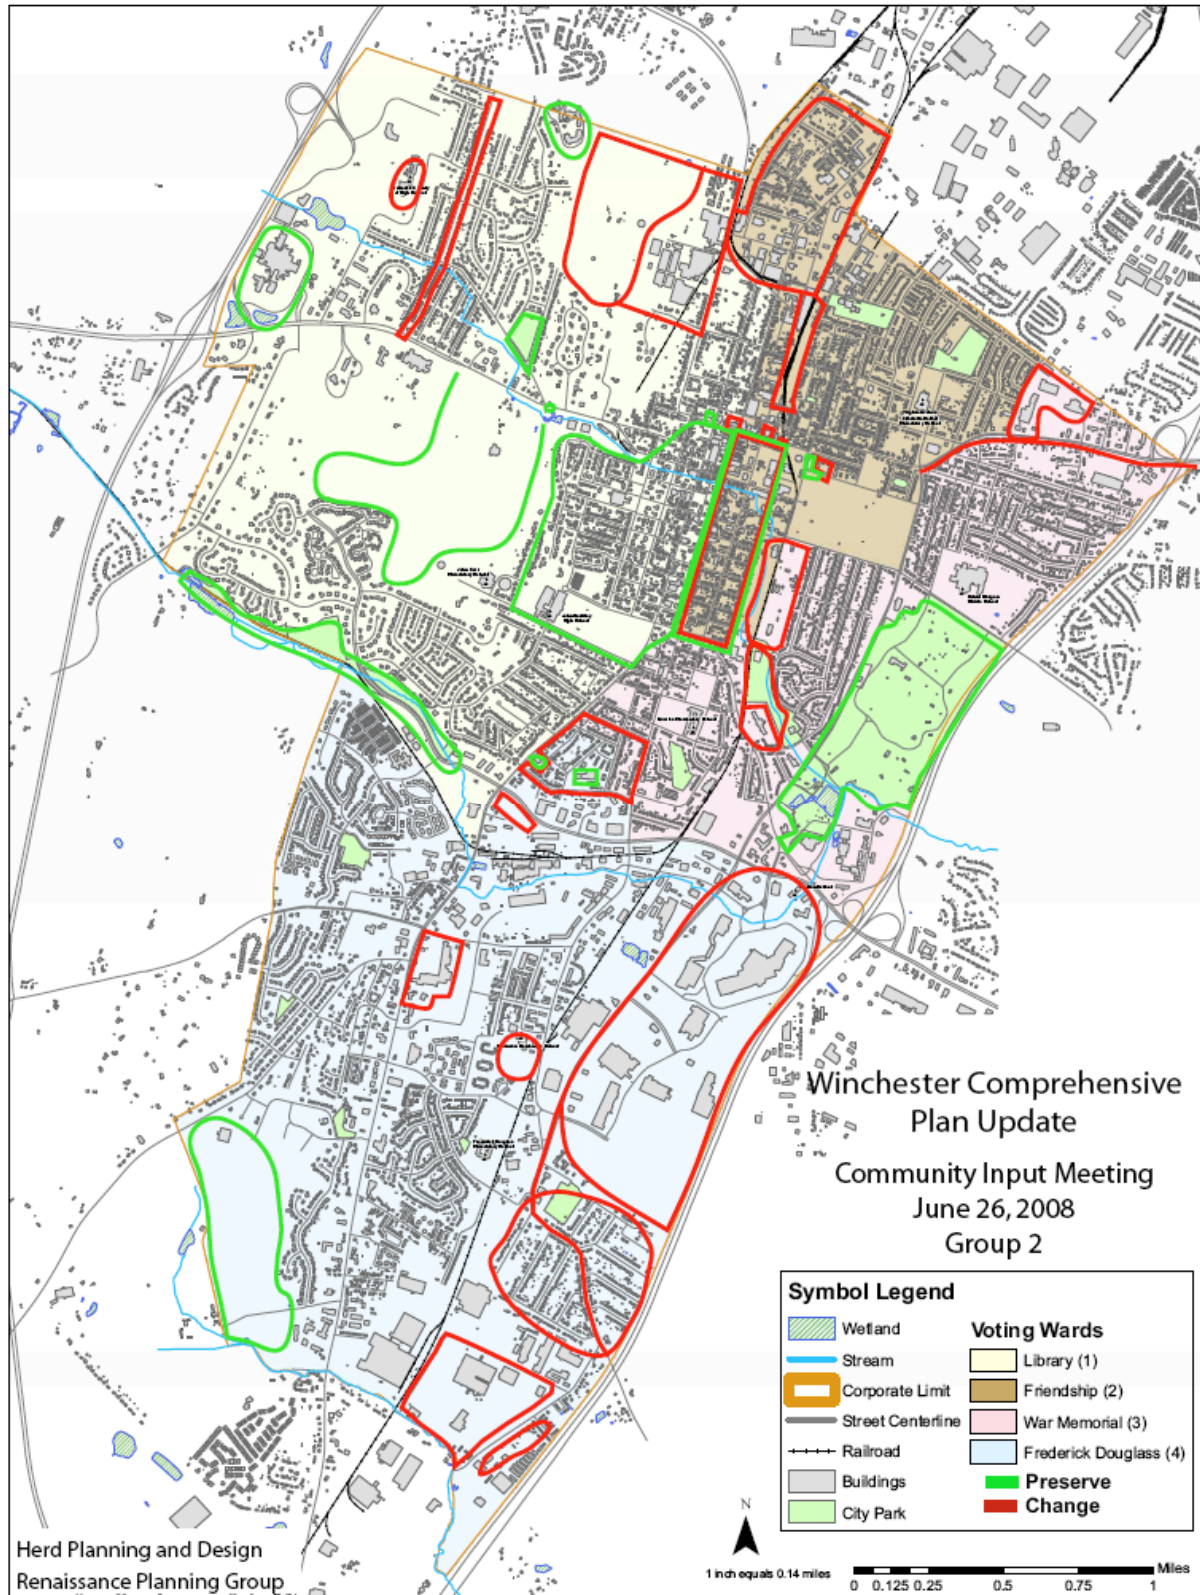 Winchester Comprehensive
Plan Update
Community Input Meeting
June 26, 2008
Group 2
Symbol Legend
Wetland
Stream
Corporate Limit
Street Centerline
Railroad
Buildings
City Park
Voting Wards
Library (1)
Friendship (2)
War Memorial (3)
Frederick Douglass (4)
Preserve
Change
Herd Planning and Design
Renaissance Planning Group
N
1 inch equals 0.14 miles
Miles
0 0.125 0.25 0.5 0.75